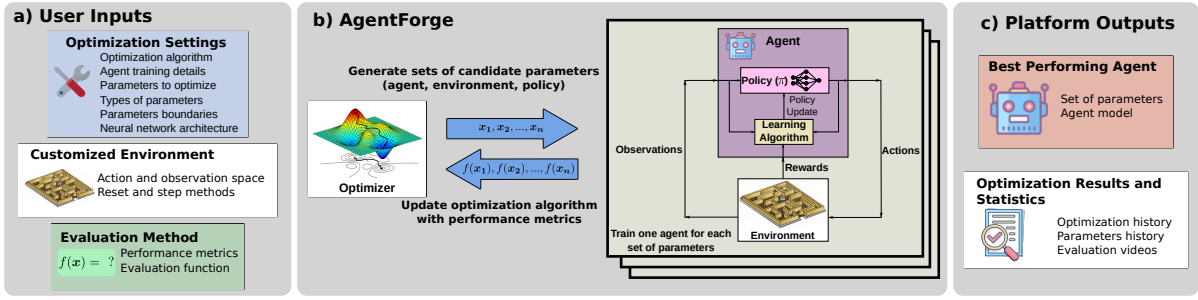 a) User Inputs
Optimization Settings
Optimization algorithm
Agent training details
Parameters to optimize
Types of parameters
Parameters boundaries
Neural network architecture
Customized Environment
Action and observation space
Reset and step methods
Evaluation Method
f(x) = ?
Performance metrics
Evaluation function
b) AgentForge
Generate sets of candidate parameters
(agent, environment, policy)
x₁, x₂, ..., xₙ
f(x₁), f(x₂), ..., f(xₙ)
Optimizer
Update optimization algorithm
with performance metrics
Agent
Policy (π)
Policy
Update
Learning
Algorithm
Observations
Actions
Rewards
Environment
Train one agent for each
set of parameters
c) Platform Outputs
Best Performing Agent
Set of parameters
Agent model
Optimization Results and
Statistics
Optimization history
Parameters history
Evaluation videos